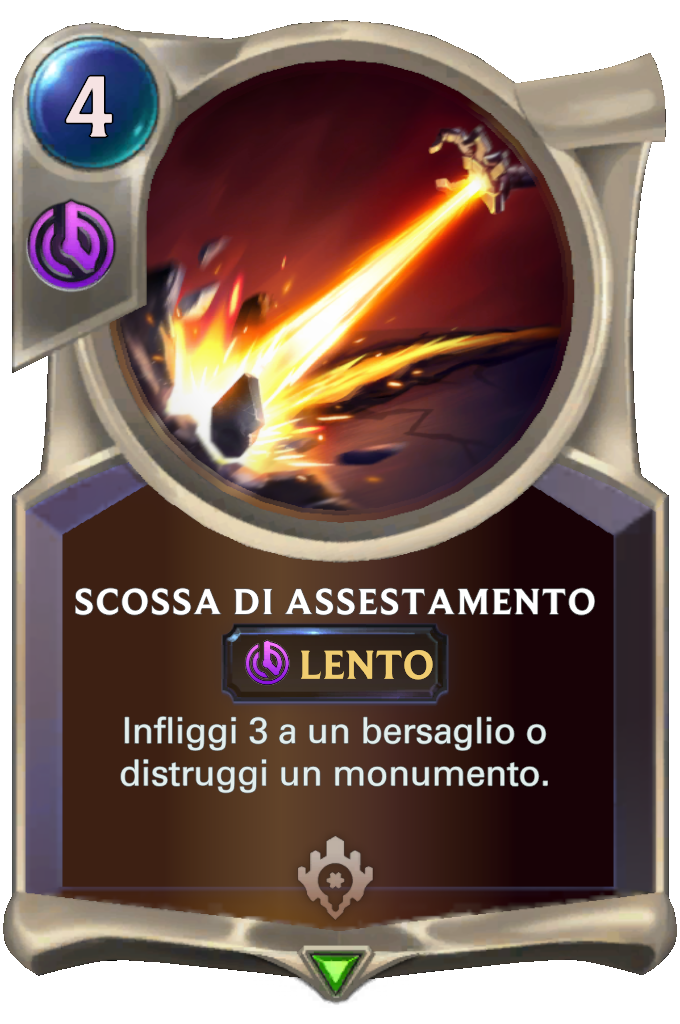 4
SCOSSA DI ASSESTAMENTO
LENTO
Infliggi 3 a un bersaglio o
distruggi un monumento.